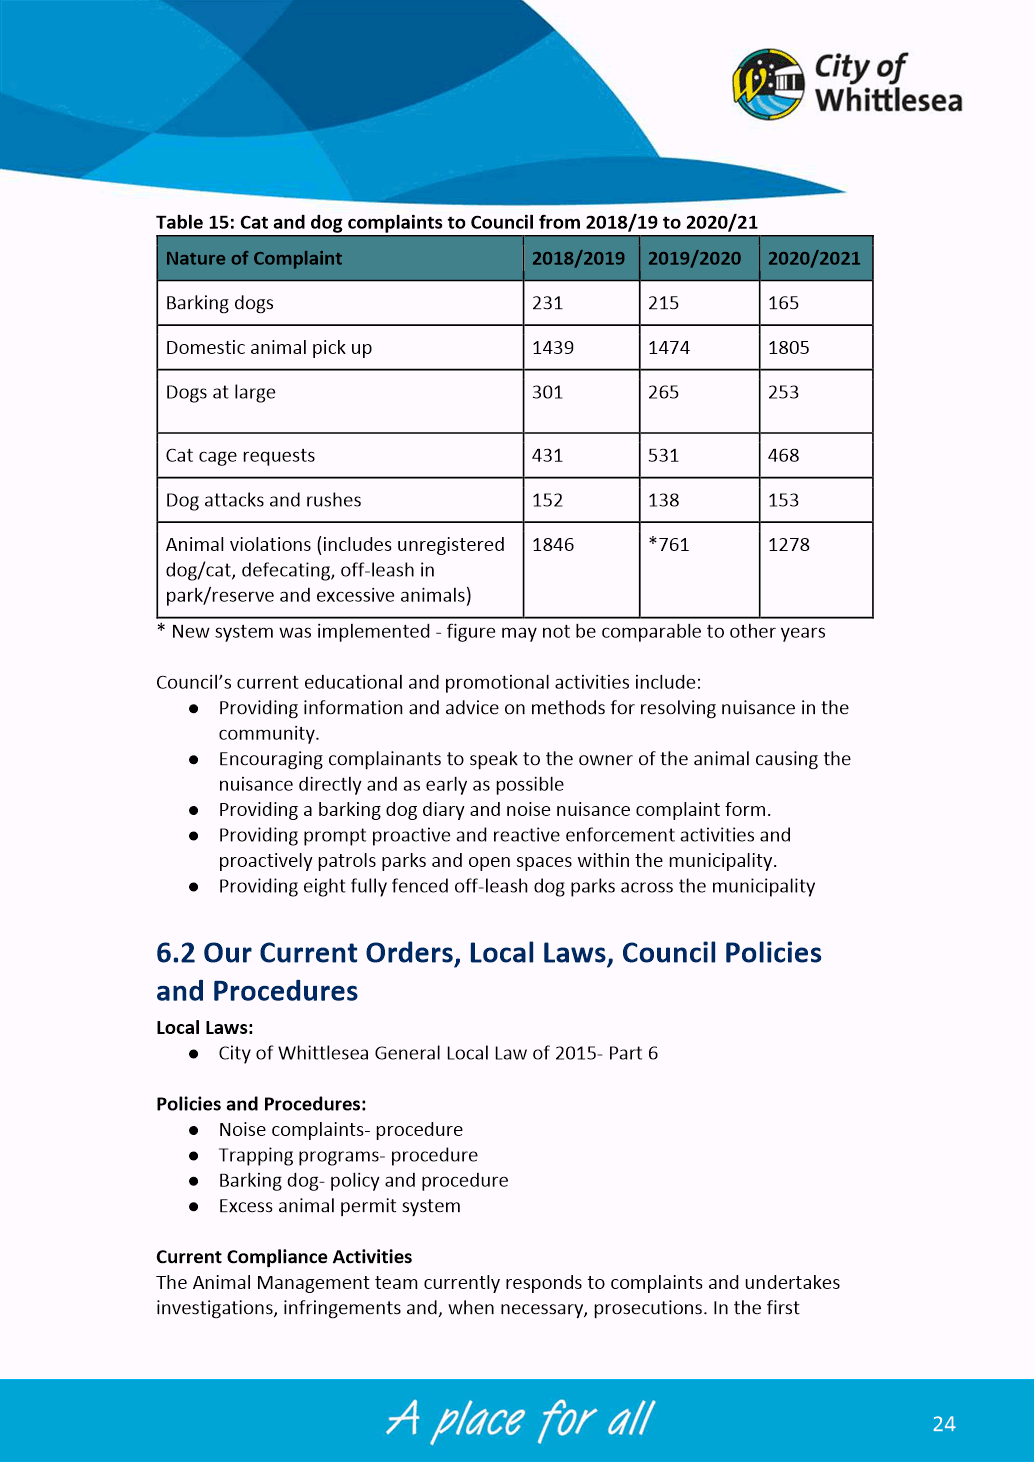 City of
Whittlesea
Table 15: Cat and dog complaints to Council from 2018/19 to 2020/21
Nature of Complaint 2018/2019 2019/2020 2020/2021
Barking dogs 231 215 165
Domestic animal pick up 1439 1474 1805
Dogs at large 301 265 253
Cat cage requests 431 531 468
Dog attacks and rushes 152 138 153
Animal violations (includes unregistered 1846 *761 1278
dog/cat, defecating, off-leash in
park/reserve and excessive animals)
* New system was implemented - figure may not be comparable to other years
Council’s current educational and promotional activities include:
● Providing information and advice on methods for resolving nuisance in the
community.
● Encouraging complainants to speak to the owner of the animal causing the
nuisance directly and as early as possible
● Providing a barking dog diary and noise nuisance complaint form.
● Providing prompt proactive and reactive enforcement activities and
proactively patrols parks and open spaces within the municipality.
● Providing eight fully fenced off-leash dog parks across the municipality
6.2 Our Current Orders, Local Laws, Council Policies
and Procedures
Local Laws:
● City of Whittlesea General Local Law of 2015- Part 6
Policies and Procedures:
● Noise complaints- procedure
● Trapping programs- procedure
● Barking dog- policy and procedure
● Excess animal permit system
Current Compliance Activities
The Animal Management team currently responds to complaints and undertakes
investigations, infringements and, when necessary, prosecutions. In the first
A place for all
24